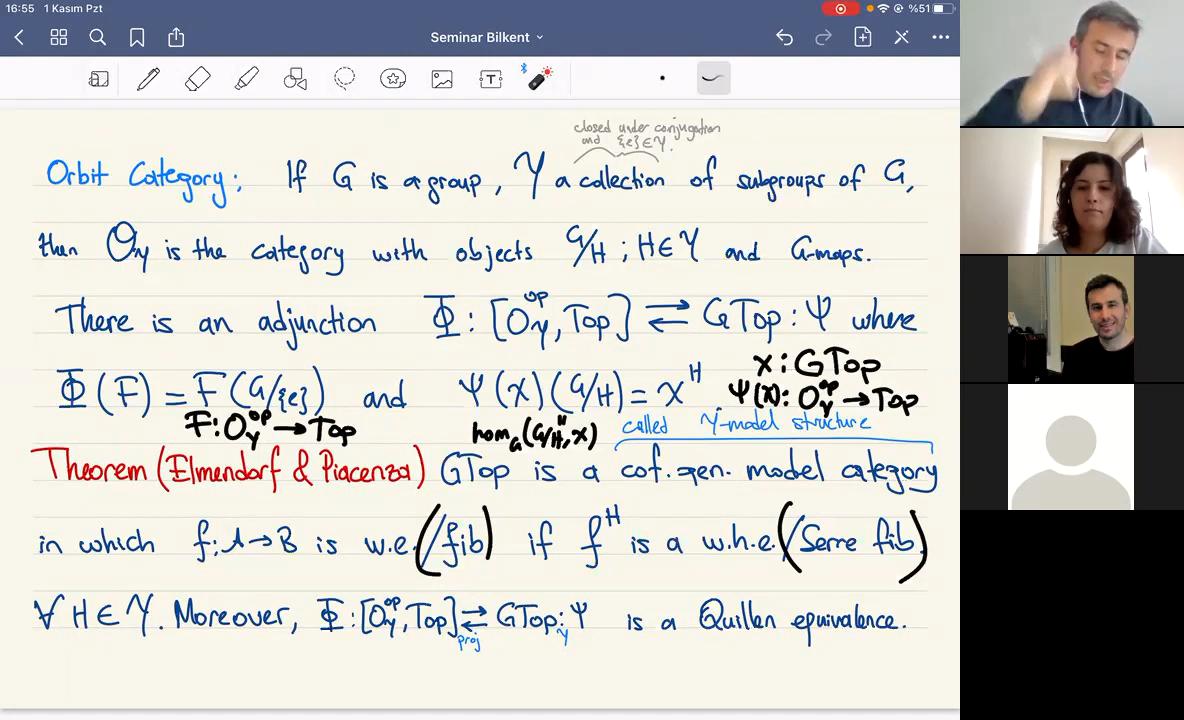 16:55 1 Kasım Pzt %51
Seminar Bilkent
closed under conjugation
and {e}∈Y.
Orbit Category: If G is a group, Y a collection of subgroups of G,
then O_Y is the category with objects G/H ; H∈Y and G-maps.
There is an adjunction Φ : [O_Y^op, Top] ⇄ GTop : Ψ where
x : GTop
Φ(F) = F(G/{e}) and Ψ(X)(G/H) = X^H Ψ(X): O_Y^op → Top
F: O_Y^op → Top hom_G(G/H, X) called Y-model structure
Theorem (Elmendorf & Piacenza) GTop is a cof. gen. model category
in which f: A→B is w.e. (/fib) if f^H is a w.h.e. (/Serre fib)
∀ H∈Y. Moreover, Φ : [O_Y^op, Top] ⇄ GTop : Ψ is a Quillen equivalence.
proj Y